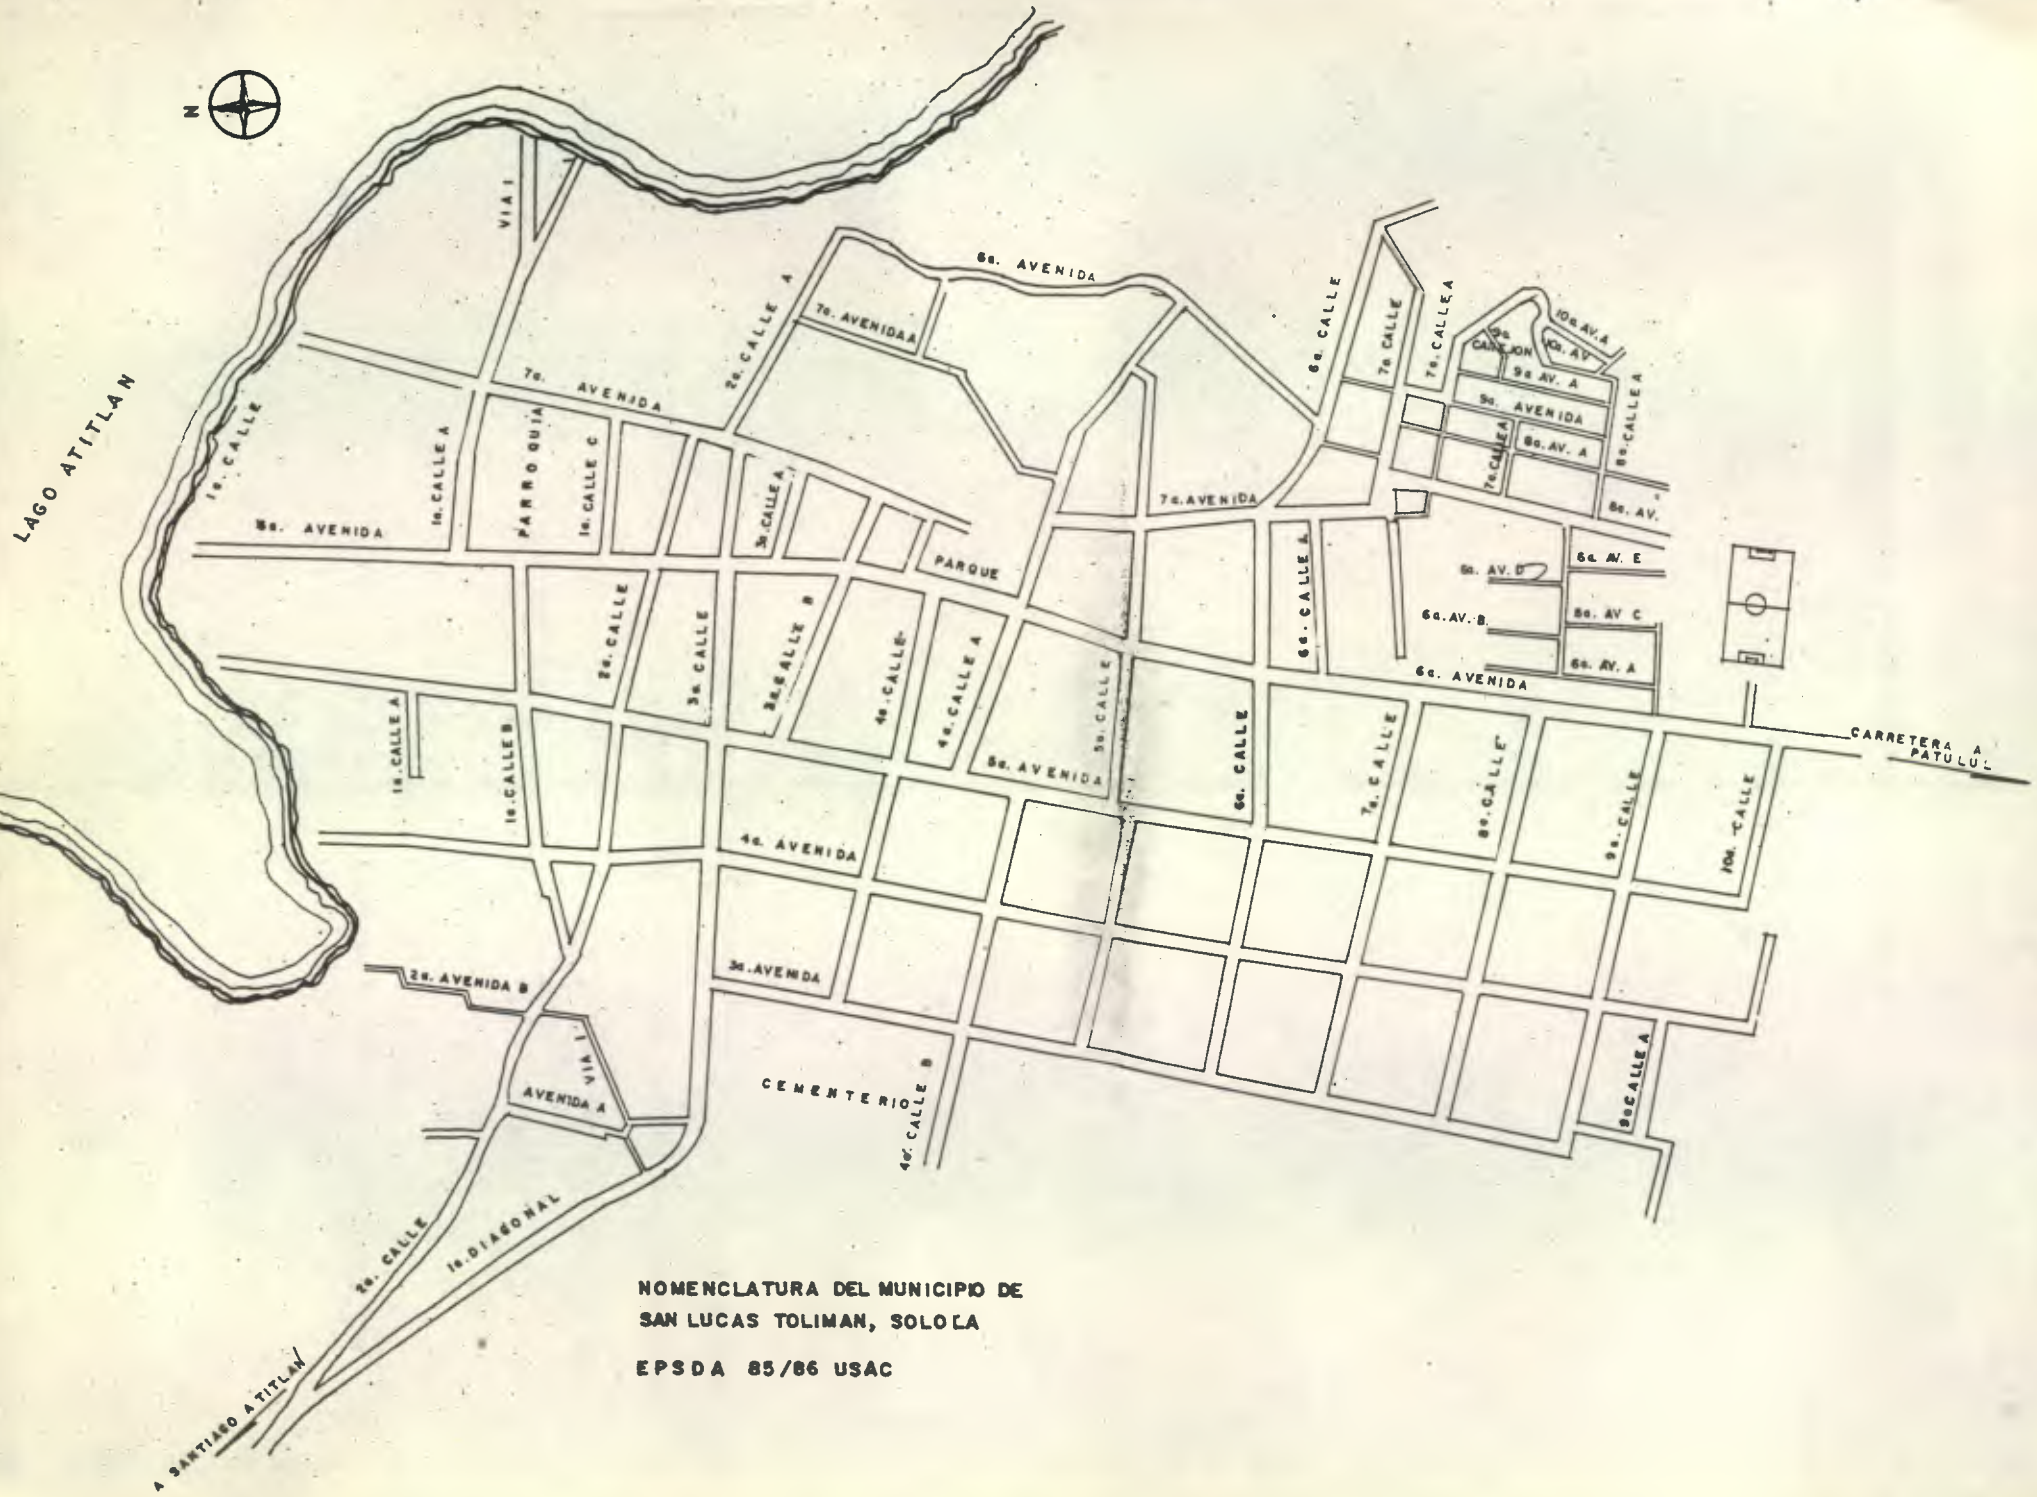 N
LAGO ATITLAN
VIA 1
1a. CALLE
1a. CALLE A
PARROQUIA
1a. CALLE C
7a. AVENIDA
2a. CALLE A
7a. AVENIDA A
8a. AVENIDA
6a. CALLE
7a. CALLE
7a. CALLE A
10a. AV. A
10a. AV
9a. CALLEJON
9a AV. A
9a. AVENIDA
8a. AV. A
7a. CALLE A
8a. CALLE A
8a. AV.
6a. AVENIDA
3a. CALLE A
PARQUE
7a. AVENIDA
6a. CALLE A
6a. AV. D
6a. AV. E
6a. AV. B.
6a. AV C
6a. AV. A
6a. AVENIDA
2a. CALLE
3a. CALLE
3a. CALLE B
4a. CALLE
4a. CALLE A
5a. CALLE
5a. AVENIDA
1a. CALLE A
1a. CALLE B
6a. CALLE
7a. CALLE
8a. CALLE
9a. CALLE
10a. CALLE
CARRETERA A
PATULUL
4a. AVENIDA
3a. AVENIDA
2a. AVENIDA B
VIA 1
AVENIDA A
CEMENTERIO
4a. CALLE B
9a CALLE A
2a. CALLE
1a. DIAGONAL
A SANTIAGO ATITLAN
NOMENCLATURA DEL MUNICIPIO DE
SAN LUCAS TOLIMAN, SOLOLA
EPSDA 85/86 USAC